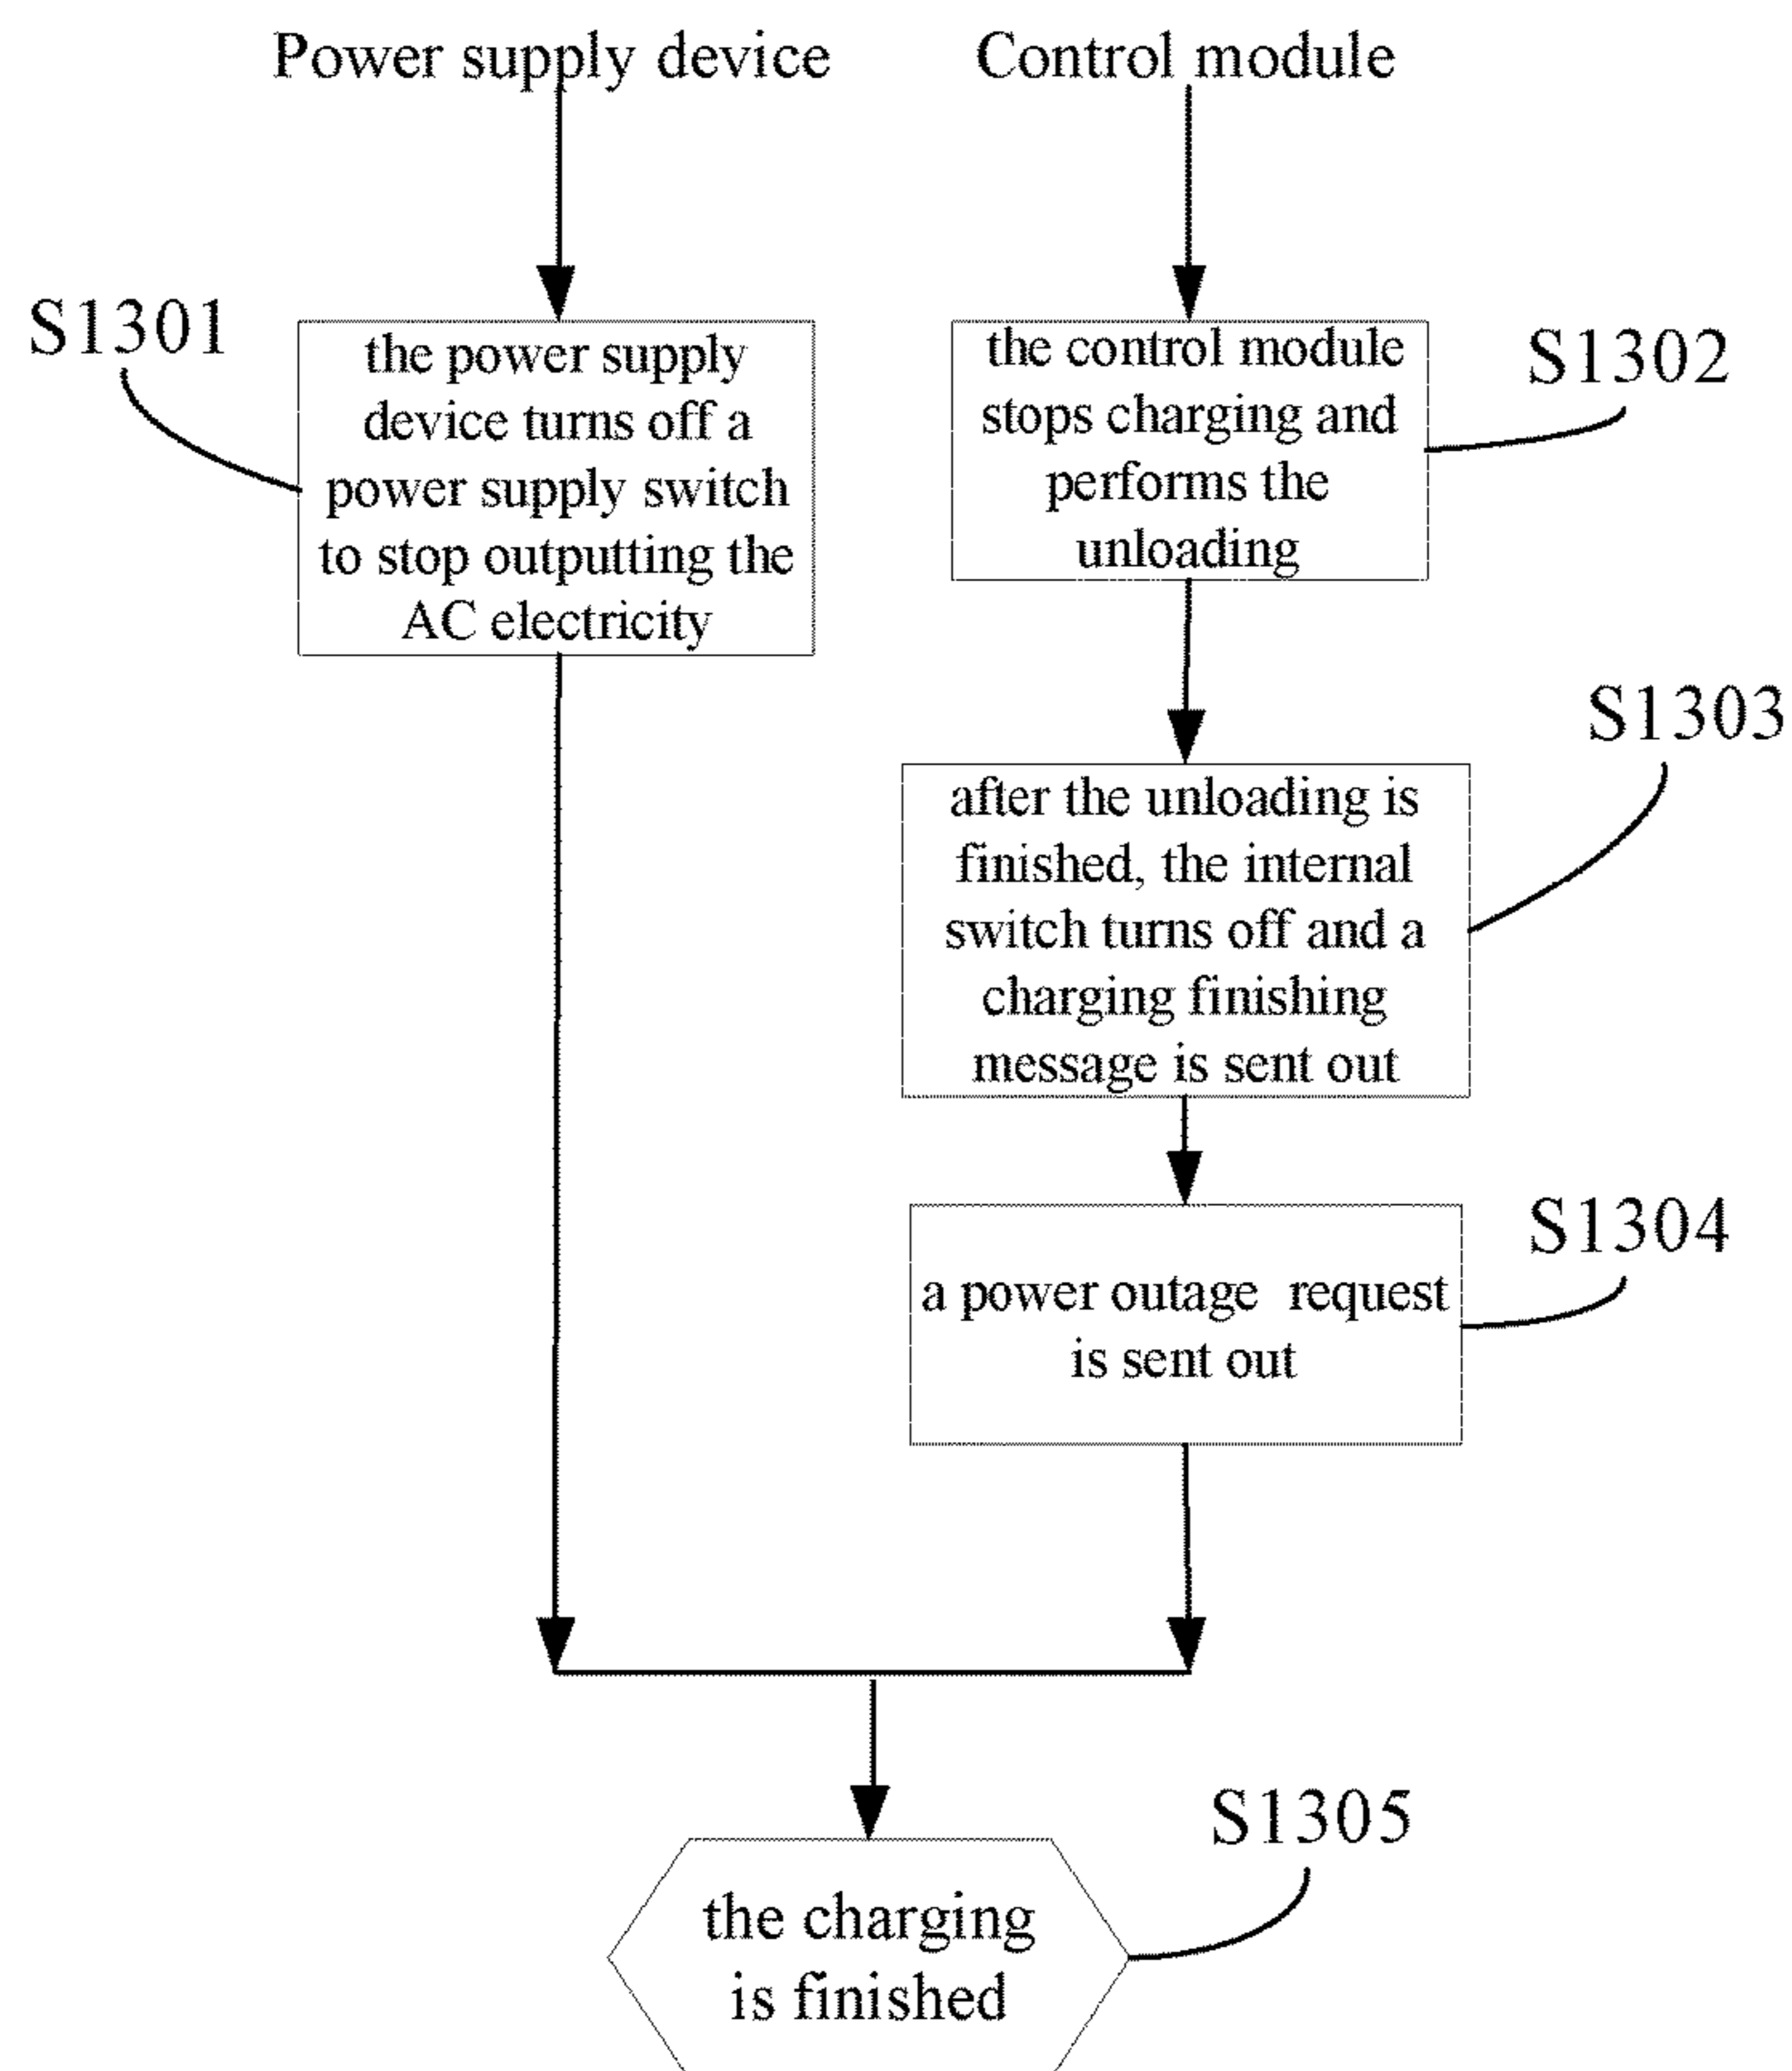 Power supply device
Control module
S1301
the power supply
device turns off a
power supply switch
to stop outputting the
AC electricity
the control module
stops charging and
performs the
unloading
S1302
S1303
after the unloading is
finished, the internal
switch turns off and a
charging finishing
message is sent out
S1304
a power outage request
is sent out
S1305
the charging
is finished